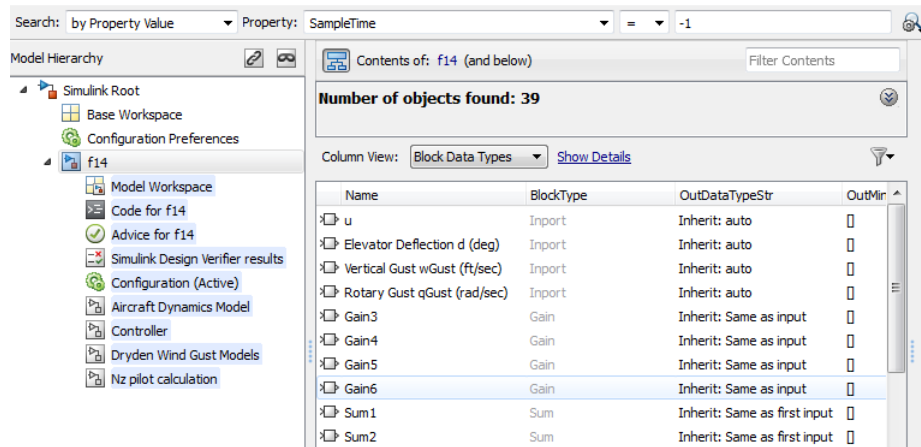 Search: by Property Value Property: SampleTime = -1
Model Hierarchy
Simulink Root
Base Workspace
Configuration Preferences
f14
Model Workspace
Code for f14
Advice for f14
Simulink Design Verifier results
Configuration (Active)
Aircraft Dynamics Model
Controller
Dryden Wind Gust Models
Nz pilot calculation
Contents of: f14 (and below) Filter Contents
Number of objects found: 39
Column View: Block Data Types Show Details
Name BlockType OutDataTypeStr OutMin
u Inport Inherit: auto []
Elevator Deflection d (deg) Inport Inherit: auto []
Vertical Gust wGust (ft/sec) Inport Inherit: auto []
Rotary Gust qGust (rad/sec) Inport Inherit: auto []
Gain3 Gain Inherit: Same as input []
Gain4 Gain Inherit: Same as input []
Gain5 Gain Inherit: Same as input []
Gain6 Gain Inherit: Same as input []
Sum1 Sum Inherit: Same as first input []
Sum2 Sum Inherit: Same as first input []